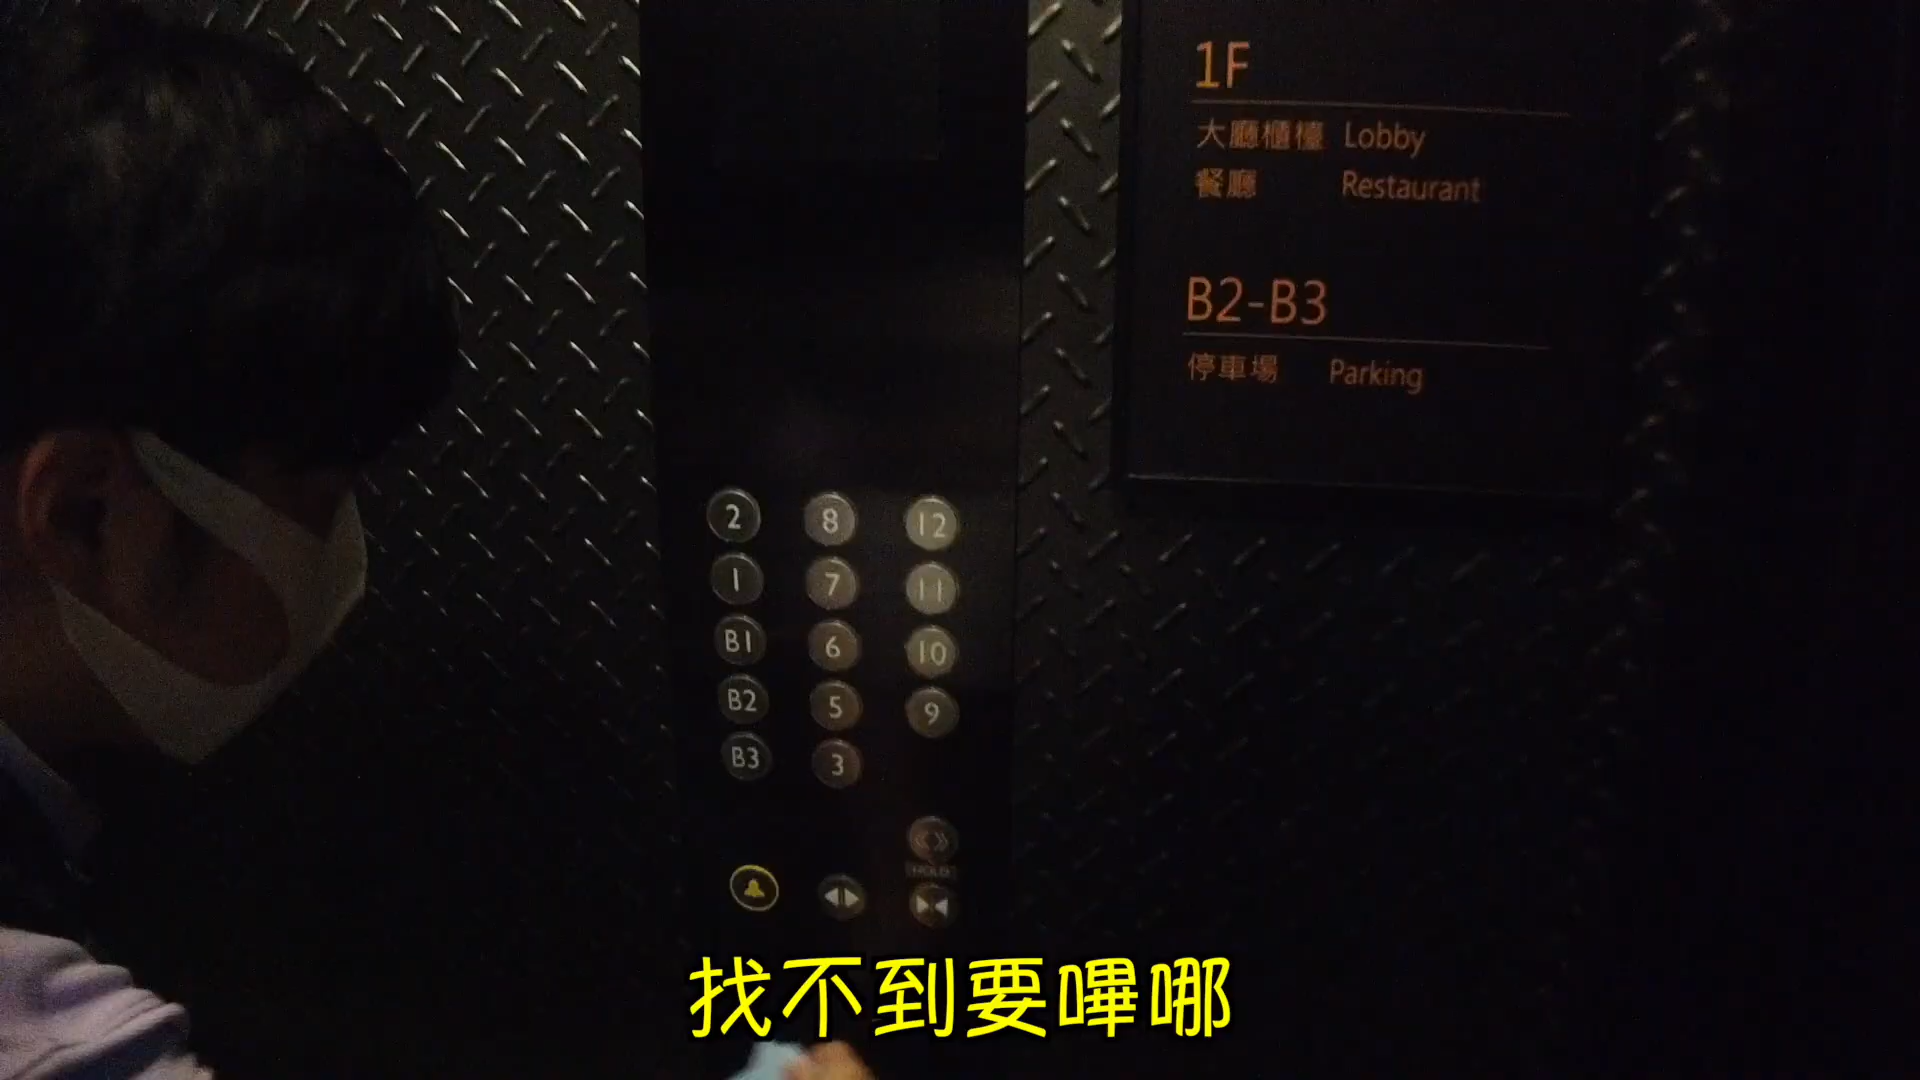 1F
大廳櫃檯 Lobby
餐廳 Restaurant
B2-B3
停車場 Parking
2 8 12
1 7 11
B1 6 10
B2 5 9
B3 3
HOLD
找不到要嗶哪